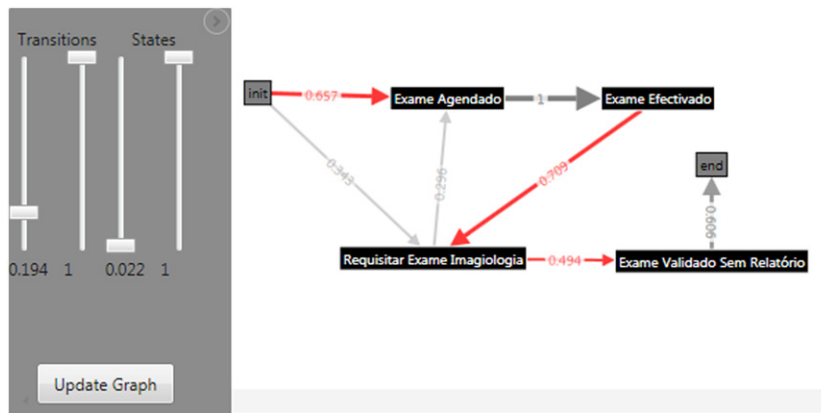 Transitions States
0.194 1 0.022 1
Update Graph
init
0.657
Exame Agendado
1
Exame Efectivado
0.343
0.296
0.709
end
0.606
Requisitar Exame Imagiologia
0.494
Exame Validado Sem Relatório